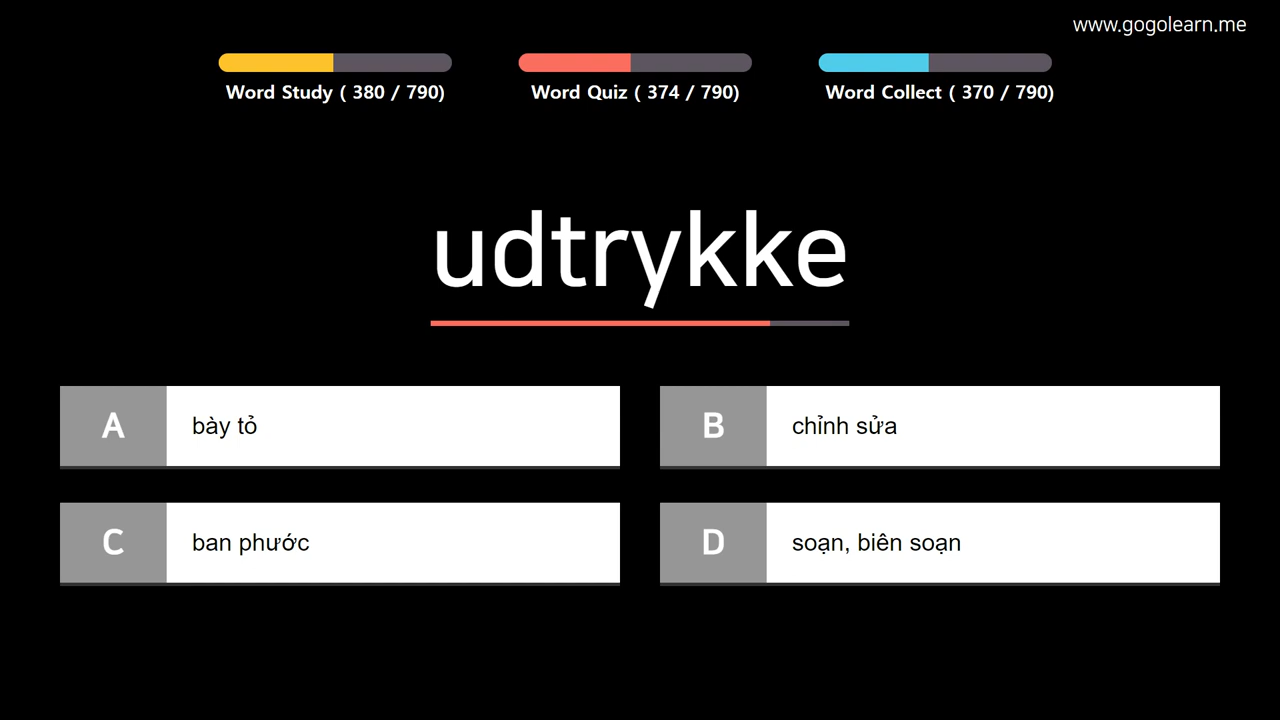 www.gogolearn.me
Word Study ( 380 / 790)
Word Quiz ( 374 / 790)
Word Collect ( 370 / 790)
udtrykke
A
bày tỏ
B
chỉnh sửa
C
ban phước
D
soạn, biên soạn